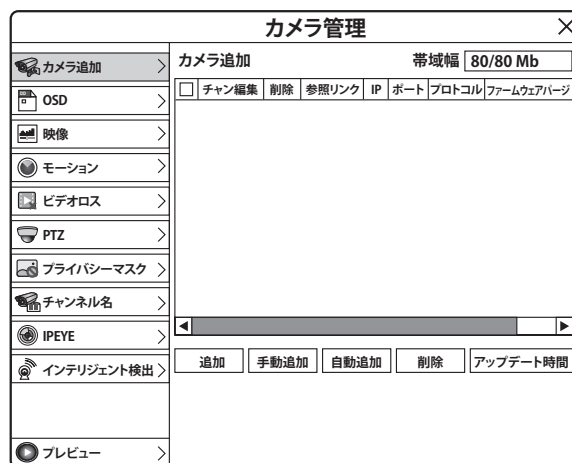 カメラ管理
カメラ追加
OSD
映像
モーション
ビデオロス
PTZ
プライバシーマスク
チャンネル名
IPEYE
インテリジェント検出
プレビュー
カメラ追加 帯域幅 80/80 Mb
チャン編集 削除 参照リンク IP ポート プロトコル ファームウェアバージ
追加 手動追加 自動追加 削除 アップデート時間